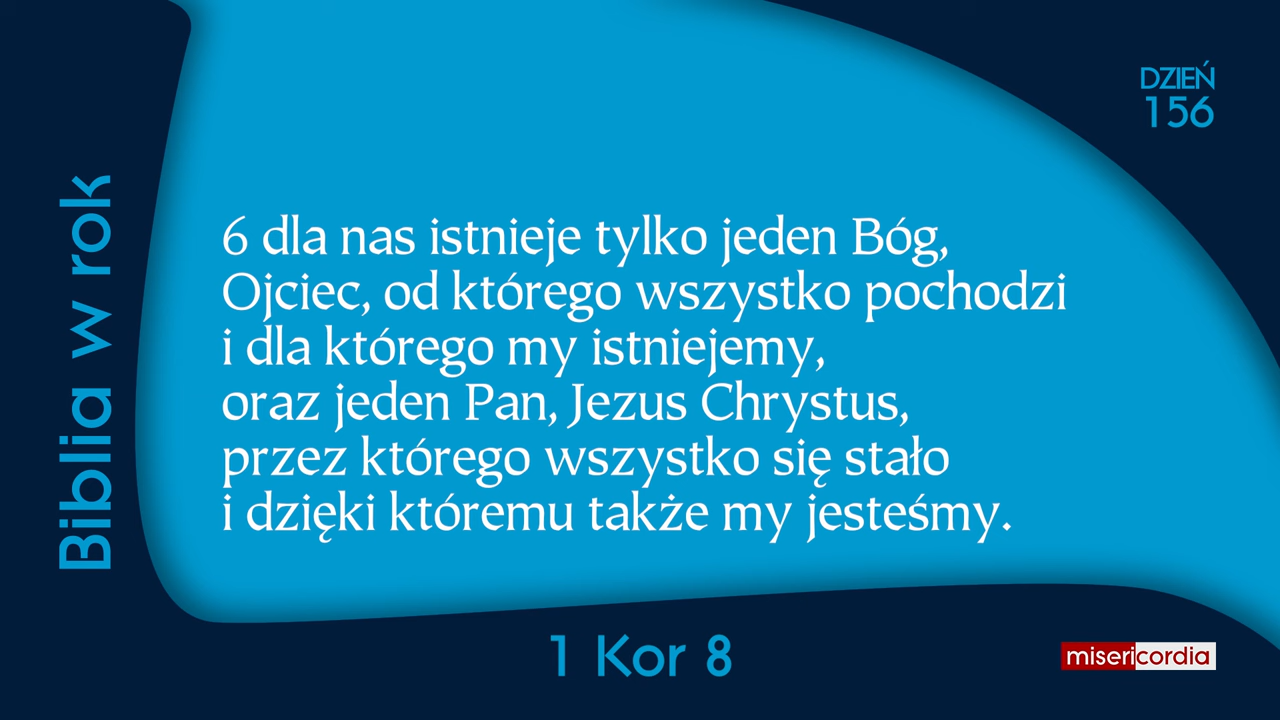 DZIEŃ
156
Biblia w rok
6 dla nas istnieje tylko jeden Bóg,
Ojciec, od którego wszystko pochodzi
i dla którego my istniejemy,
oraz jeden Pan, Jezus Chrystus,
przez którego wszystko się stało
i dzięki któremu także my jesteśmy.
1 Kor 8
misericordia